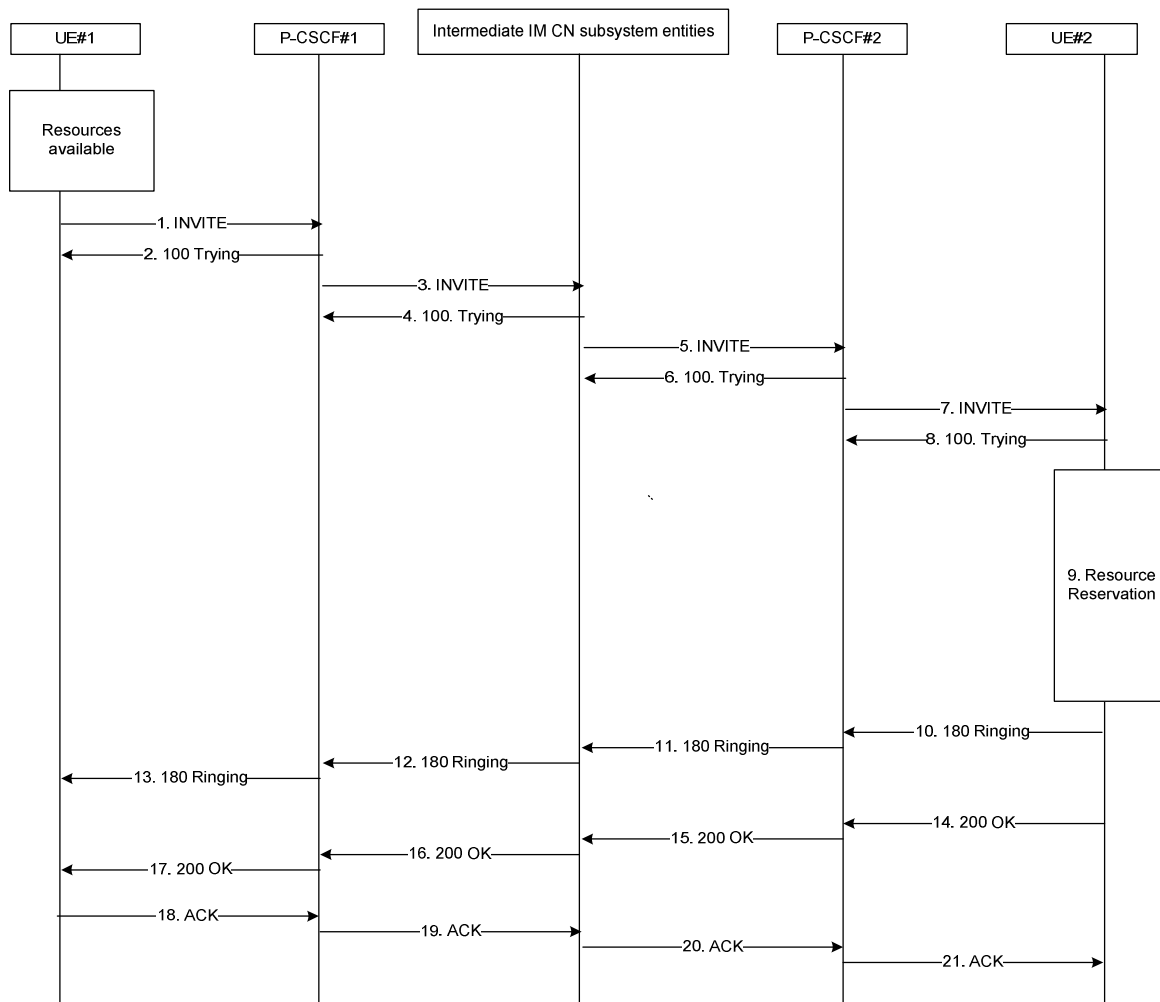 UE#1
P-CSCF#1
Intermediate IM CN subsystem entities
P-CSCF#2
UE#2
Resources
available
1. INVITE
2. 100 Trying
3. INVITE
4. 100. Trying
5. INVITE
6. 100. Trying
7. INVITE
8. 100. Trying
9. Resource
Reservation
10. 180 Ringing
11. 180 Ringing
12. 180 Ringing
13. 180 Ringing
14. 200 OK
15. 200 OK
16. 200 OK
17. 200 OK
18. ACK
19. ACK
20. ACK
21. ACK